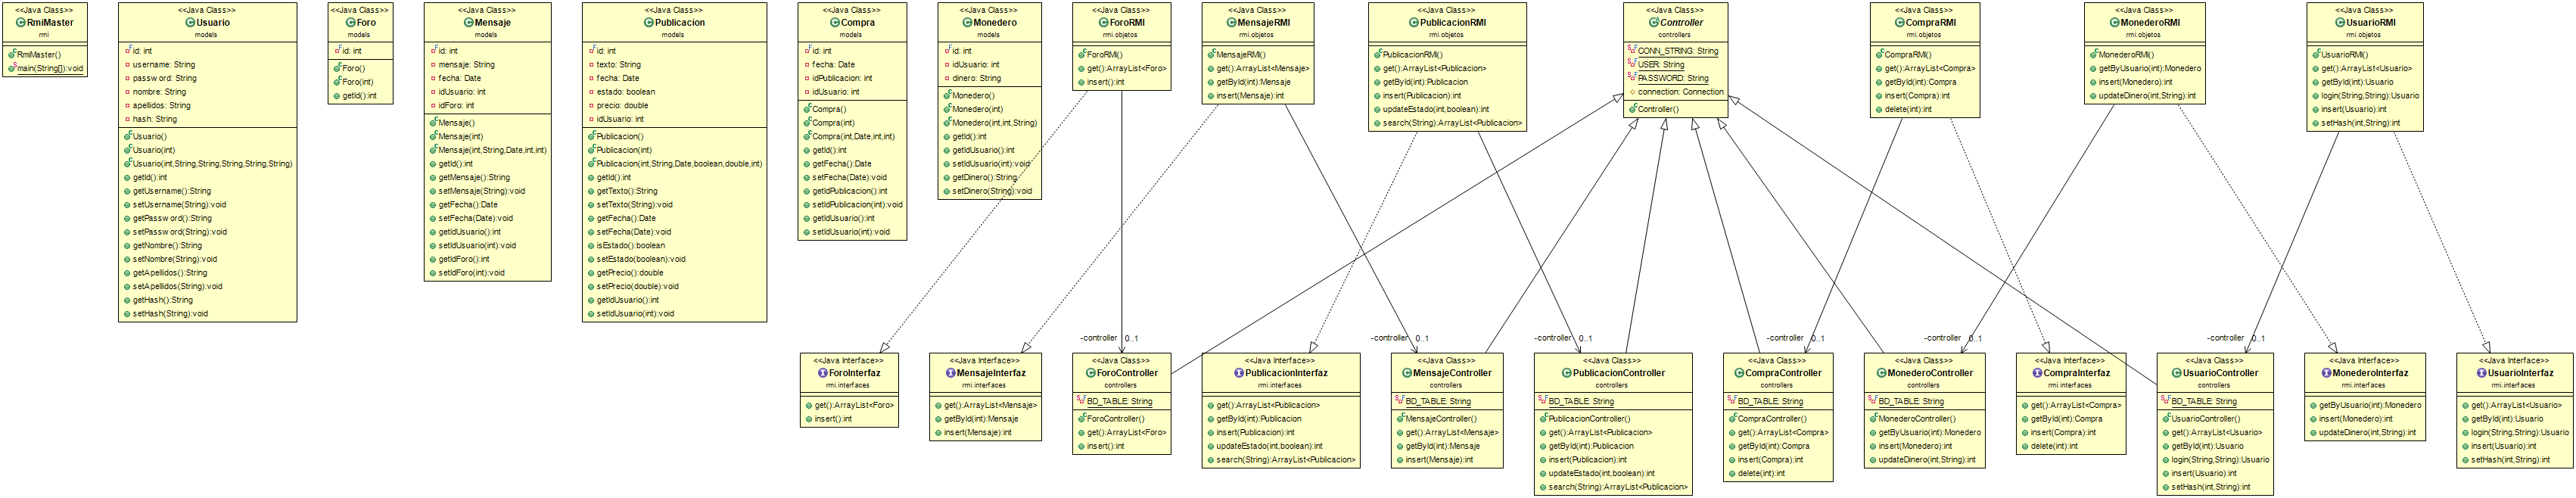 <<Java Class>>
RmiMaster
rmi
RmiMaster()
main(String[]):void
<<Java Class>>
Usuario
models
id: int
username: String
password: String
nombre: String
apellidos: String
hash: String
Usuario()
Usuario(int)
Usuario(int,String,String,String,String,String)
getId():int
getUsername():String
setUsername(String):void
getPassword():String
setPassword(String):void
getNombre():String
setNombre(String):void
getApellidos():String
setApellidos(String):void
getHash():String
setHash(String):void
<<Java Class>>
Foro
models
id: int
Foro()
Foro(int)
getId():int
<<Java Class>>
Mensaje
models
id: int
mensaje: String
fecha: Date
idUsuario: int
idForo: int
Mensaje()
Mensaje(int)
Mensaje(int,String,Date,int,int)
getId():int
getMensaje():String
setMensaje(String):void
getFecha():Date
setFecha(Date):void
getIdUsuario():int
setIdUsuario(int):void
getIdForo():int
setIdForo(int):void
<<Java Class>>
Publicacion
models
id: int
texto: String
fecha: Date
estado: boolean
precio: double
idUsuario: int
Publicacion()
Publicacion(int)
Publicacion(int,String,Date,boolean,double,int)
getId():int
getTexto():String
setTexto(String):void
getFecha():Date
setFecha(Date):void
isEstado():boolean
setEstado(boolean):void
getPrecio():double
setPrecio(double):void
getIdUsuario():int
setIdUsuario(int):void
<<Java Class>>
Compra
models
id: int
fecha: Date
idPublicacion: int
idUsuario: int
Compra()
Compra(int)
Compra(int,Date,int,int)
getId():int
getFecha():Date
setFecha(Date):void
getIdPublicacion():int
setIdPublicacion(int):void
getIdUsuario():int
setIdUsuario(int):void
<<Java Class>>
Monedero
models
id: int
idUsuario: int
dinero: String
Monedero()
Monedero(int)
Monedero(int,int,String)
getId():int
getIdUsuario():int
setIdUsuario(int):void
getDinero():String
setDinero(String):void
<<Java Class>>
ForoRMI
rmi.objetos
ForoRMI()
get():ArrayList<Foro>
insert():int
<<Java Class>>
MensajeRMI
rmi.objetos
MensajeRMI()
get():ArrayList<Mensaje>
getById(int):Mensaje
insert(Mensaje):int
<<Java Class>>
PublicacionRMI
rmi.objetos
PublicacionRMI()
get():ArrayList<Publicacion>
getById(int):Publicacion
insert(Publicacion):int
updateEstado(int,boolean):int
search(String):ArrayList<Publicacion>
<<Java Class>>
Controller
controllers
CONN_STRING: String
USER: String
PASSWORD: String
connection: Connection
Controller()
<<Java Class>>
CompraRMI
rmi.objetos
CompraRMI()
get():ArrayList<Compra>
getById(int):Compra
insert(Compra):int
delete(int):int
<<Java Class>>
MonederoRMI
rmi.objetos
MonederoRMI()
getByUsuario(int):Monedero
insert(Monedero):int
updateDinero(int,String):int
<<Java Class>>
UsuarioRMI
rmi.objetos
UsuarioRMI()
get():ArrayList<Usuario>
getById(int):Usuario
login(String,String):Usuario
insert(Usuario):int
setHash(int,String):int
-controller 0..1
-controller 0..1
-controller 0..1
-controller 0..1
-controller 0..1
-controller 0..1
<<Java Interface>>
ForoInterfaz
rmi.interfaces
get():ArrayList<Foro>
insert():int
<<Java Interface>>
MensajeInterfaz
rmi.interfaces
get():ArrayList<Mensaje>
getById(int):Mensaje
insert(Mensaje):int
<<Java Class>>
ForoController
controllers
BD_TABLE: String
ForoController()
get():ArrayList<Foro>
insert():int
<<Java Interface>>
PublicacionInterfaz
rmi.interfaces
get():ArrayList<Publicacion>
getById(int):Publicacion
insert(Publicacion):int
updateEstado(int,boolean):int
search(String):ArrayList<Publicacion>
<<Java Class>>
MensajeController
controllers
BD_TABLE: String
MensajeController()
get():ArrayList<Mensaje>
getById(int):Mensaje
insert(Mensaje):int
<<Java Class>>
PublicacionController
controllers
BD_TABLE: String
PublicacionController()
get():ArrayList<Publicacion>
getById(int):Publicacion
insert(Publicacion):int
updateEstado(int,boolean):int
search(String):ArrayList<Publicacion>
<<Java Class>>
CompraController
controllers
BD_TABLE: String
CompraController()
get():ArrayList<Compra>
getById(int):Compra
insert(Compra):int
delete(int):int
<<Java Class>>
MonederoController
controllers
BD_TABLE: String
MonederoController()
getByUsuario(int):Monedero
insert(Monedero):int
updateDinero(int,String):int
<<Java Interface>>
CompraInterfaz
rmi.interfaces
get():ArrayList<Compra>
getById(int):Compra
insert(Compra):int
delete(int):int
<<Java Class>>
UsuarioController
controllers
BD_TABLE: String
UsuarioController()
get():ArrayList<Usuario>
getById(int):Usuario
login(String,String):Usuario
insert(Usuario):int
setHash(int,String):int
<<Java Interface>>
MonederoInterfaz
rmi.interfaces
getByUsuario(int):Monedero
insert(Monedero):int
updateDinero(int,String):int
<<Java Interface>>
UsuarioInterfaz
rmi.interfaces
get():ArrayList<Usuario>
getById(int):Usuario
login(String,String):Usuario
insert(Usuario):int
setHash(int,String):int